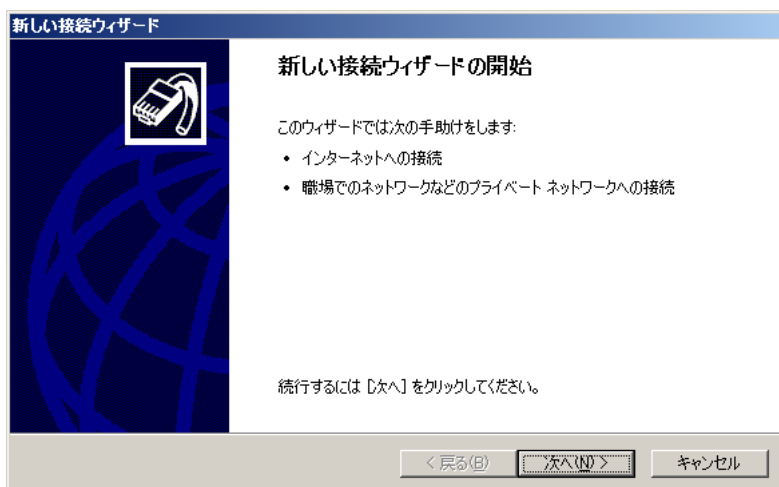 新しい接続ウィザード
新しい接続ウィザードの開始
このウィザードでは次の手助けをします:
• インターネットへの接続
• 職場でのネットワークなどのプライベート ネットワークへの接続
続行するには [次へ] をクリックしてください。
< 戻る(B)
次へ(N) >
キャンセル